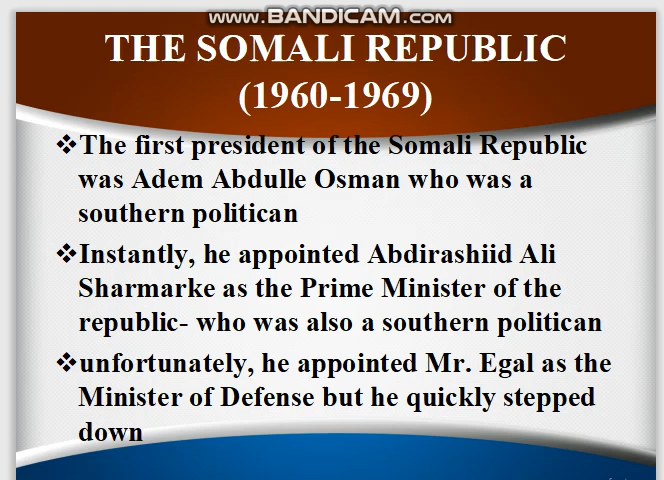 www.BANDICAM.com
THE SOMALI REPUBLIC
(1960-1969)
❖The first president of the Somali Republic
was Adem Abdulle Osman who was a
southern politican
❖Instantly, he appointed Abdirashiid Ali
Sharmarke as the Prime Minister of the
republic- who was also a southern politican
❖unfortunately, he appointed Mr. Egal as the
Minister of Defense but he quickly stepped
down